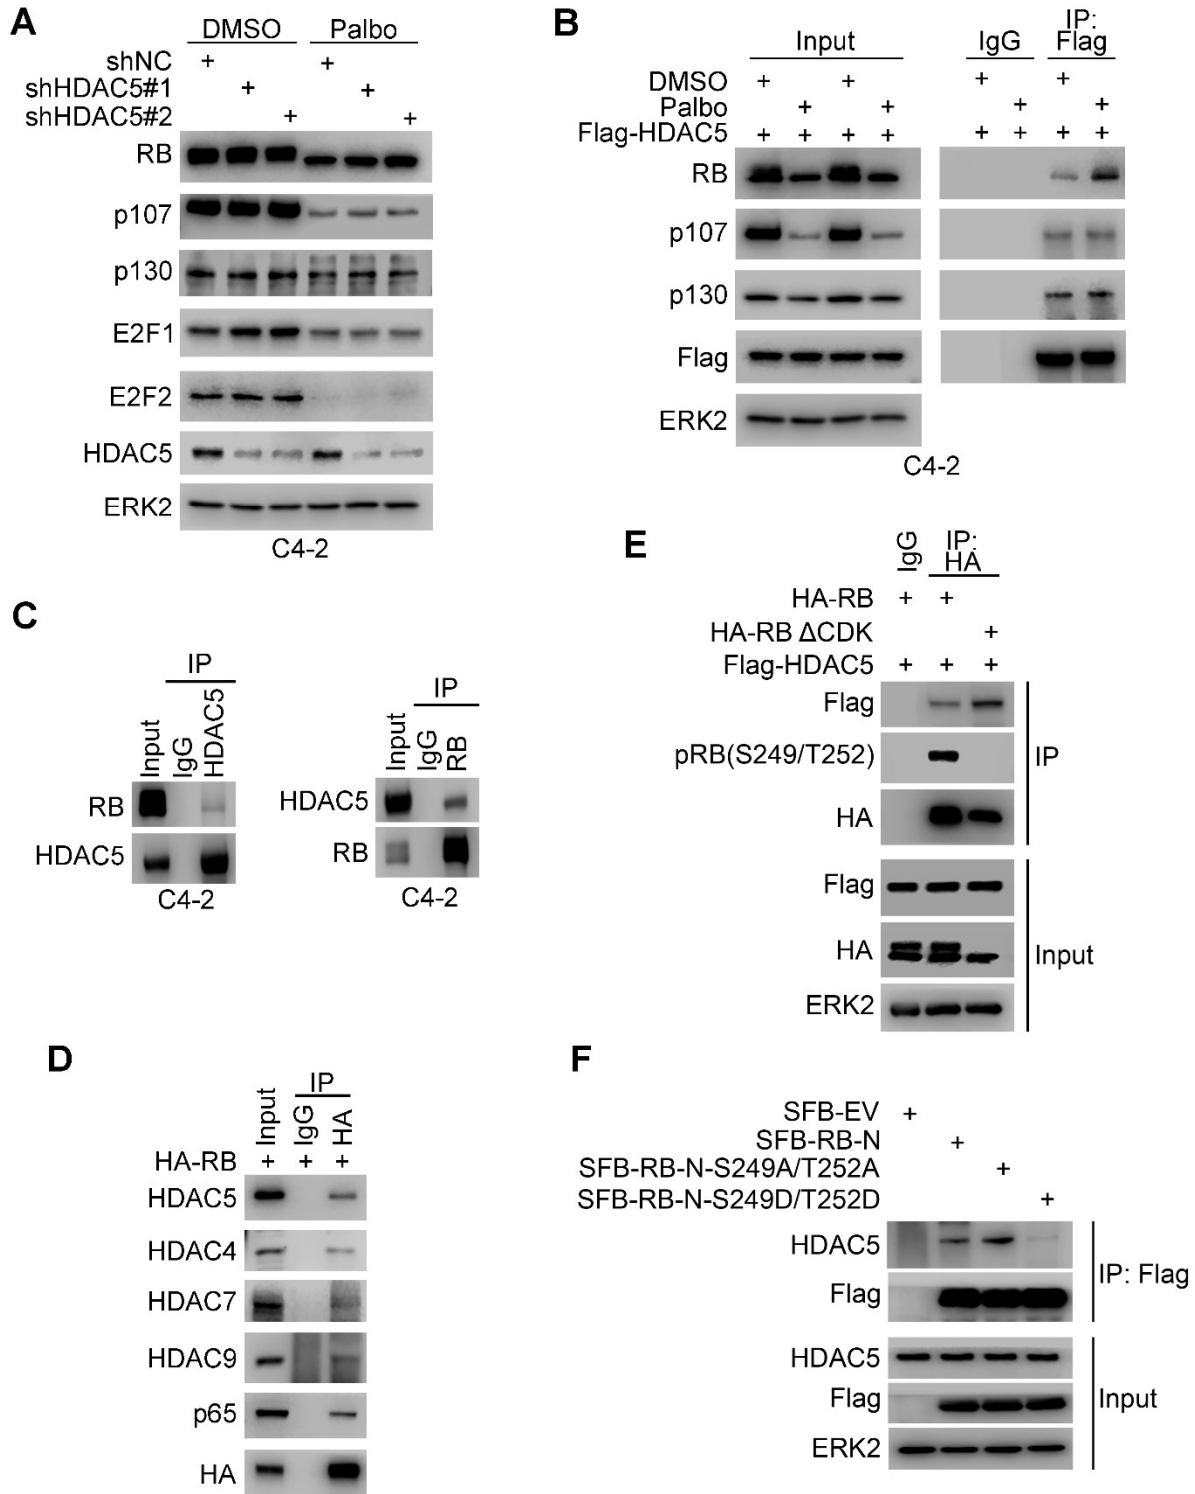 A
DMSO Palbo
shNC + +
shHDAC5#1 + +
shHDAC5#2 + +
RB
p107
p130
E2F1
E2F2
HDAC5
ERK2
C4-2
B
Input IgG IP: Flag
DMSO + + + +
Palbo + + + +
Flag-HDAC5 + + + + + + + +
RB
p107
p130
Flag
ERK2
C4-2
C
IP
Input IgG HDAC5
RB
HDAC5
C4-2
IP
Input IgG RB
HDAC5
RB
C4-2
D
IP
Input IgG HA
HA-RB + + +
HDAC5
HDAC4
HDAC7
HDAC9
p65
HA
E
IgG IP: HA
HA-RB + +
HA-RB ΔCDK +
Flag-HDAC5 + + +
Flag
pRB(S249/T252)
HA
IP
Flag
HA
ERK2
Input
F
SFB-EV +
SFB-RB-N +
SFB-RB-N-S249A/T252A +
SFB-RB-N-S249D/T252D +
HDAC5
Flag
IP: Flag
HDAC5
Flag
ERK2
Input